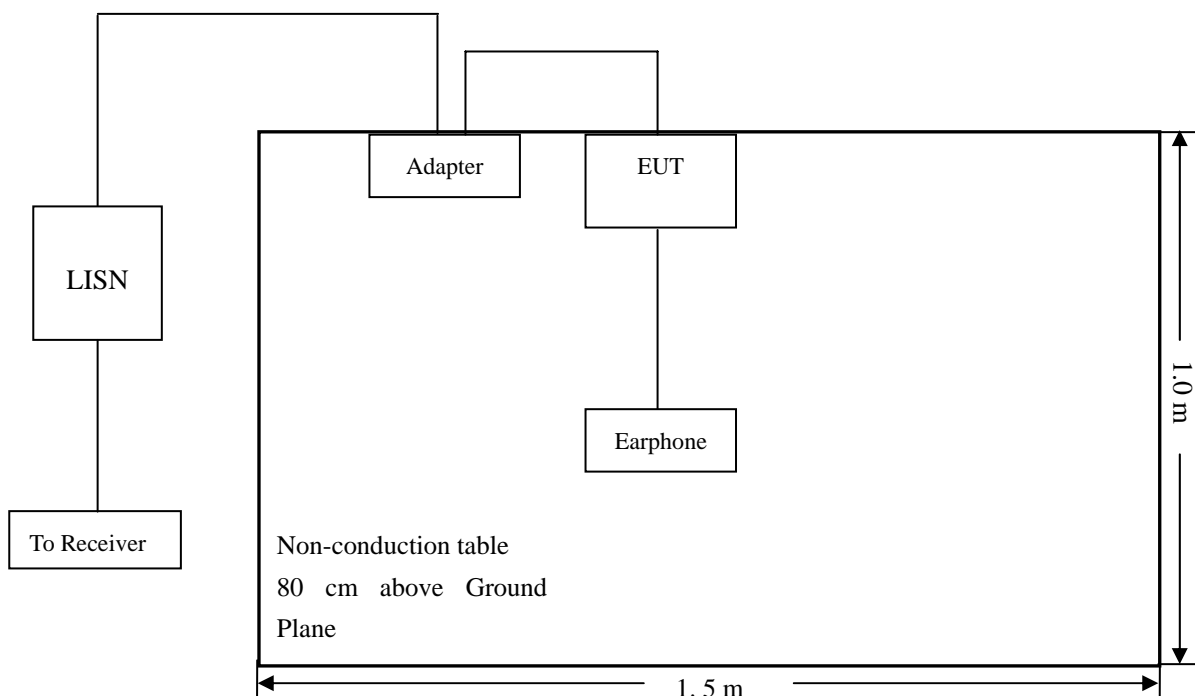 Adapter
EUT
LISN
1.0 m
Earphone
To Receiver
Non-conduction table
80 cm above Ground
Plane
1. 5 m